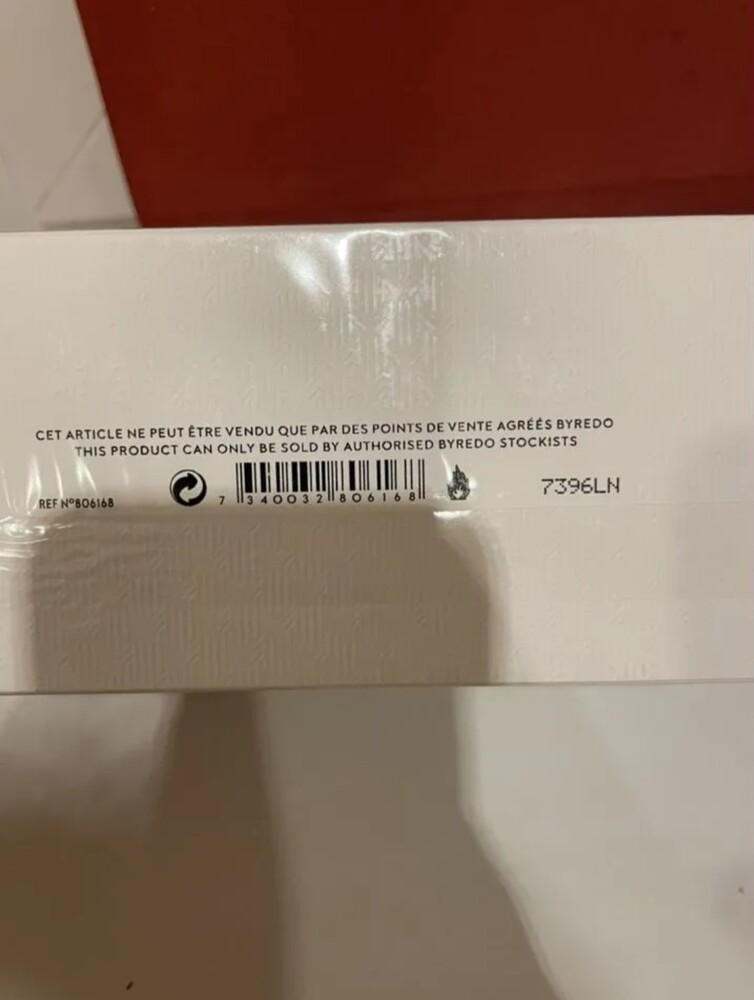 CET ARTICLE NE PEUT ÊTRE VENDU QUE PAR DES POINTS DE VENTE AGRÉÉS BYREDO
THIS PRODUCT CAN ONLY BE SOLD BY AUTHORISED BYREDO STOCKISTS
REF Nº806168
7 340032 806168
7396LN